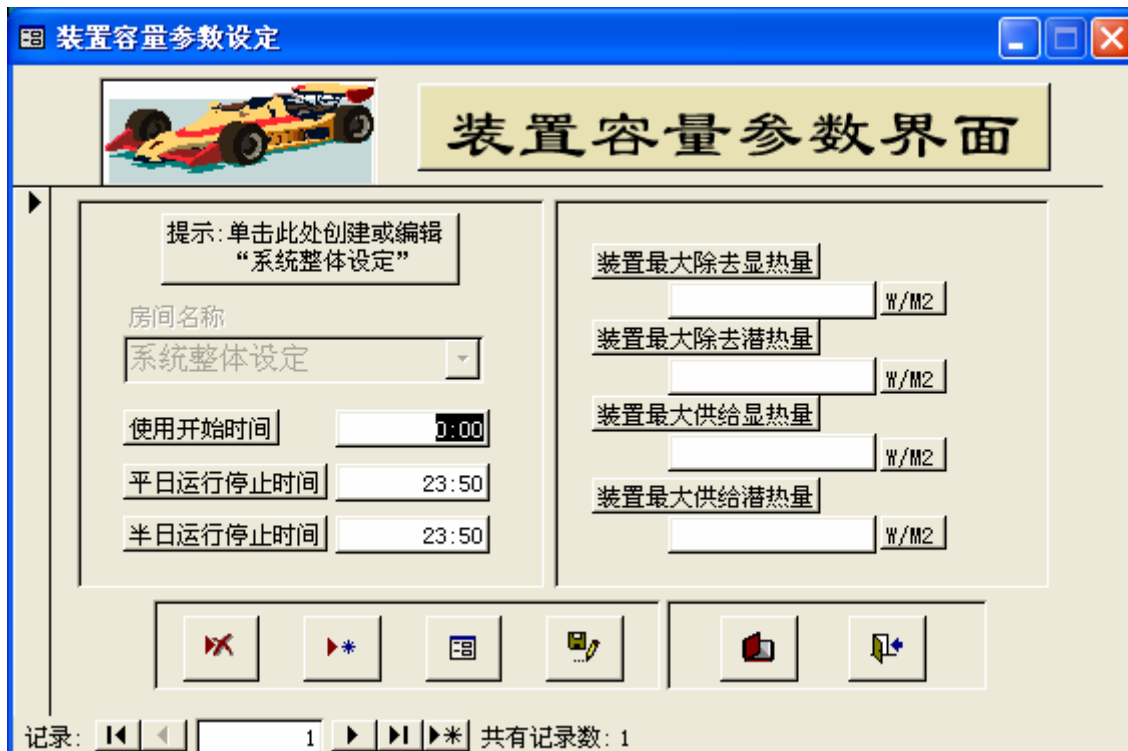 装置容量参数设定
装置容量参数界面
提示:单击此处创建或编辑
“系统整体设定”
房间名称
系统整体设定
使用开始时间
0:00
平日运行停止时间
23:50
半日运行停止时间
23:50
装置最大除去显热量
W/M2
装置最大除去潜热量
W/M2
装置最大供给显热量
W/M2
装置最大供给潜热量
W/M2
记录:
1
共有记录数: 1